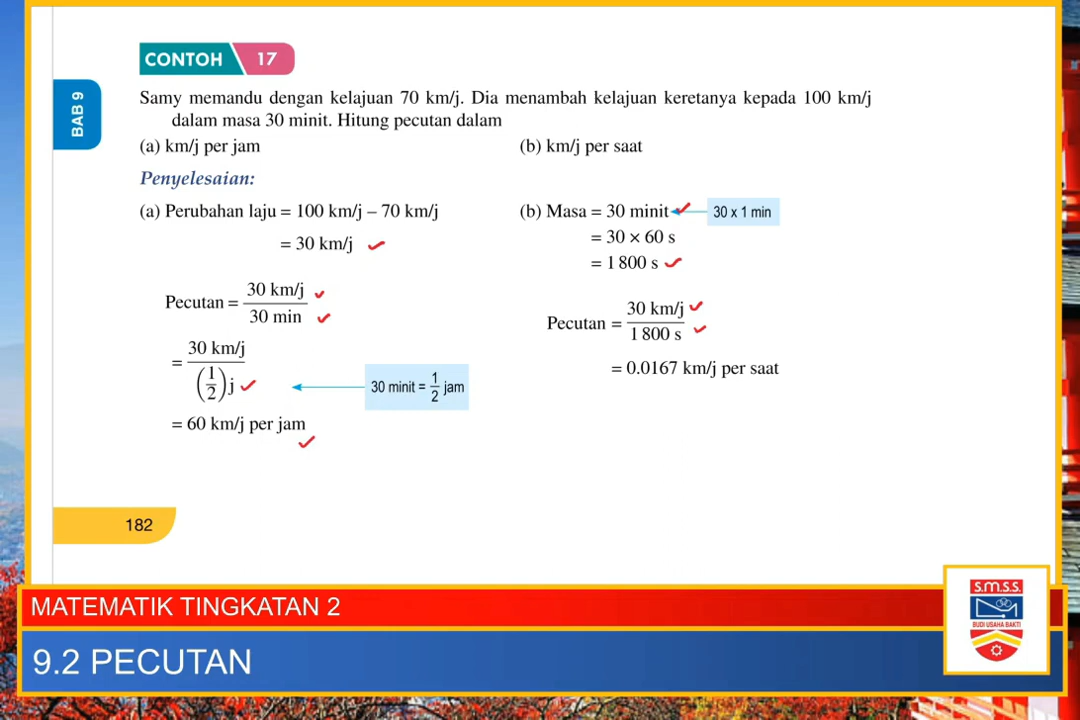 CONTOH 17
BAB 9
Samy memandu dengan kelajuan 70 km/j. Dia menambah kelajuan keretanya kepada 100 km/j
dalam masa 30 minit. Hitung pecutan dalam
(a) km/j per jam
(b) km/j per saat
Penyelesaian:
(a) Perubahan laju = 100 km/j – 70 km/j
= 30 km/j
Pecutan = 30 km/j / 30 min
= 30 km/j / (1/2) j
30 minit = 1/2 jam
= 60 km/j per jam
(b) Masa = 30 minit
30 x 1 min
= 30 × 60 s
= 1 800 s
Pecutan = 30 km/j / 1 800 s
= 0.0167 km/j per saat
182
S.M.S.S.
BUDI USAHA BAKTI
MATEMATIK TINGKATAN 2
9.2 PECUTAN